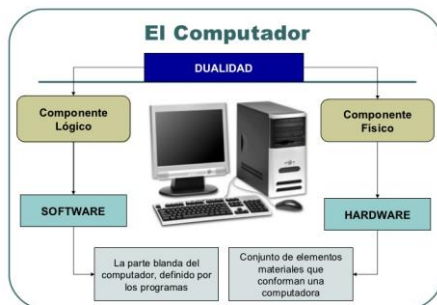 El Computador
DUALIDAD
Componente
Lógico
Componente
Fisico
SOFTWARE
HARDWARE
La parte blanda del
computador, definido por
los programas
Conjunto de elementos
materiales que
conforman una
computadora